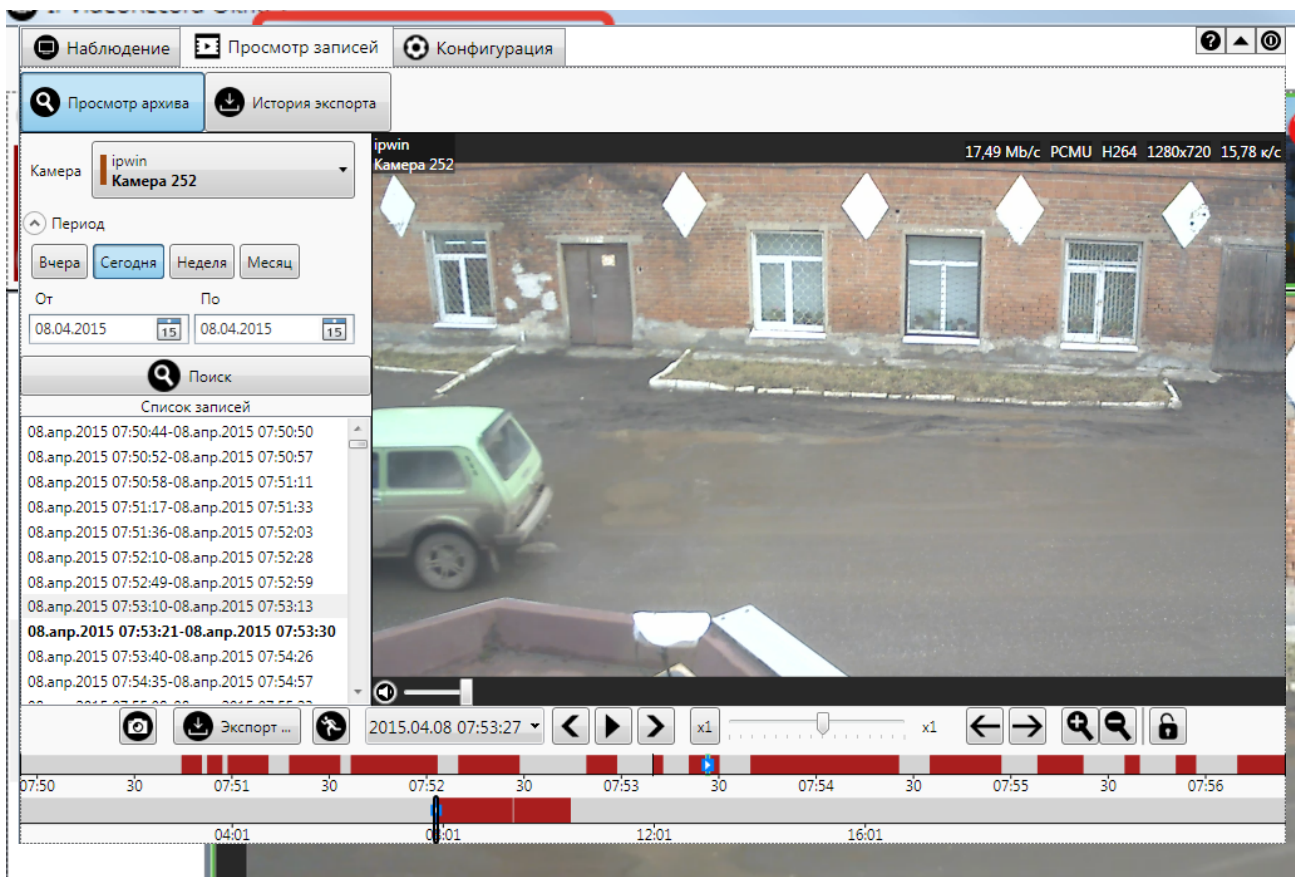 Наблюдение
Просмотр записей
Конфигурация
Просмотр архива
История экспорта
Камера
ipwin
Камера 252
Период
Вчера
Сегодня
Неделя
Месяц
От
По
08.04.2015
15
08.04.2015
15
Поиск
Список записей
08.апр.2015 07:50:44-08.апр.2015 07:50:50
08.апр.2015 07:50:52-08.апр.2015 07:50:57
08.апр.2015 07:50:58-08.апр.2015 07:51:11
08.апр.2015 07:51:17-08.апр.2015 07:51:33
08.апр.2015 07:51:36-08.апр.2015 07:52:03
08.апр.2015 07:52:10-08.апр.2015 07:52:28
08.апр.2015 07:52:49-08.апр.2015 07:52:59
08.апр.2015 07:53:10-08.апр.2015 07:53:13
08.апр.2015 07:53:21-08.апр.2015 07:53:30
08.апр.2015 07:53:40-08.апр.2015 07:54:26
08.апр.2015 07:54:35-08.апр.2015 07:54:57
ipwin
Камера 252
17,49 Mb/c PCMU H264 1280x720 15,78 к/с
Экспорт ...
2015.04.08 07:53:27
x1
x1
07:50 30 07:51 30 07:52 30 07:53 30 07:54 30 07:55 30 07:56
04:01 12:01 16:01